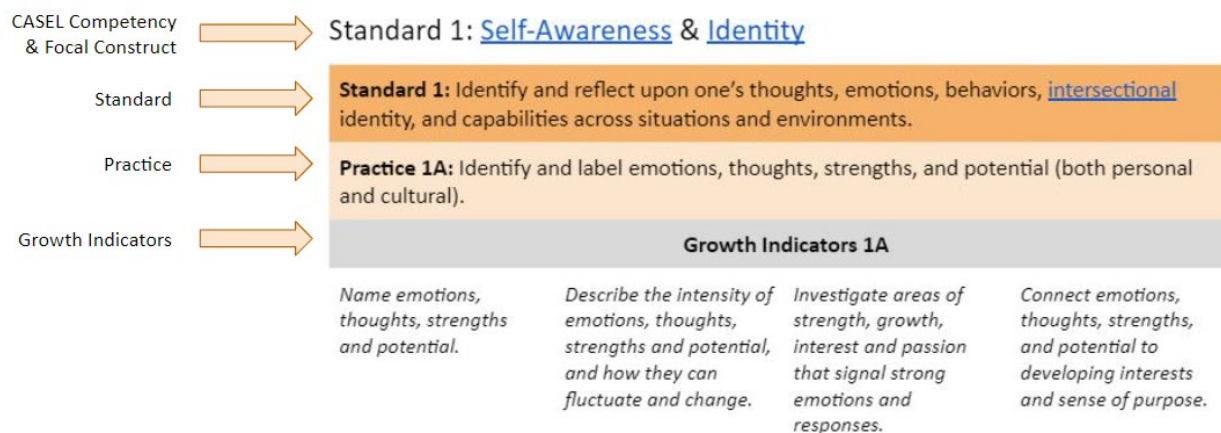 CASEL Competency
& Focal Construct
Standard 1: Self-Awareness & Identity
Standard
Standard 1: Identify and reflect upon one's thoughts, emotions, behaviors, intersectional
identity, and capabilities across situations and environments.
Practice
Practice 1A: Identify and label emotions, thoughts, strengths, and potential (both personal
and cultural).
Growth Indicators
Growth Indicators 1A
Name emotions,
thoughts, strengths
and potential.
Describe the intensity of
emotions, thoughts,
strengths and potential,
and how they can
fluctuate and change.
Investigate areas of
strength, growth,
interest and passion
that signal strong
emotions and
responses.
Connect emotions,
thoughts, strengths,
and potential to
developing interests
and sense of purpose.